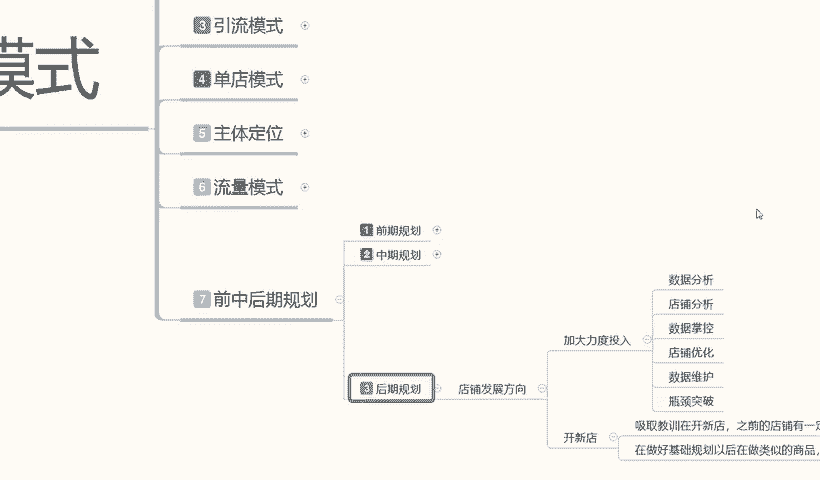 模式
3 引流模式
4 单店模式
5 主体定位
6 流量模式
7 前中后期规划
1 前期规划
2 中期规划
3 后期规划
店铺发展方向
加大力度投入
数据分析
店铺分析
数据掌控
店铺优化
数据维护
瓶颈突破
开新店
吸取教训在开新店，之前的店铺有一定
在做好基础规划以后在做类似的商品，